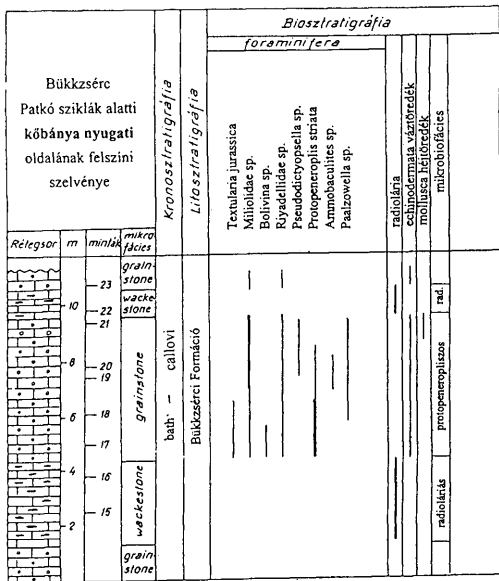 Bükkzsérc
Patkó sziklák alatti
kőbánya nyugati
oldalának felszíni
szelvénye
Kronosztratigráfia
Litosztratigráfia
Biosztratigráfia
foraminifera
Textularia jurassica
Miliolidae sp.
Bolivina sp.
Riyadellidae sp.
Pseudodictyopsella sp.
Protopeneroplis striata
Ammobaculites sp.
Paalzowella sp.
radiolária
echinodermata váztöredék
mollusca héjtöredék
mikrobiofácies
Rétegsor m minták mikro
fácies
grain-
stone
wacke-
stone
grainstone
wackestone
grain-
stone
23
10
22
21
8
20
19
6
18
17
4
16
15
2
bath - callovi
Bükkzsérci Formáció
rad.
protopeneropliszos
radioláriás